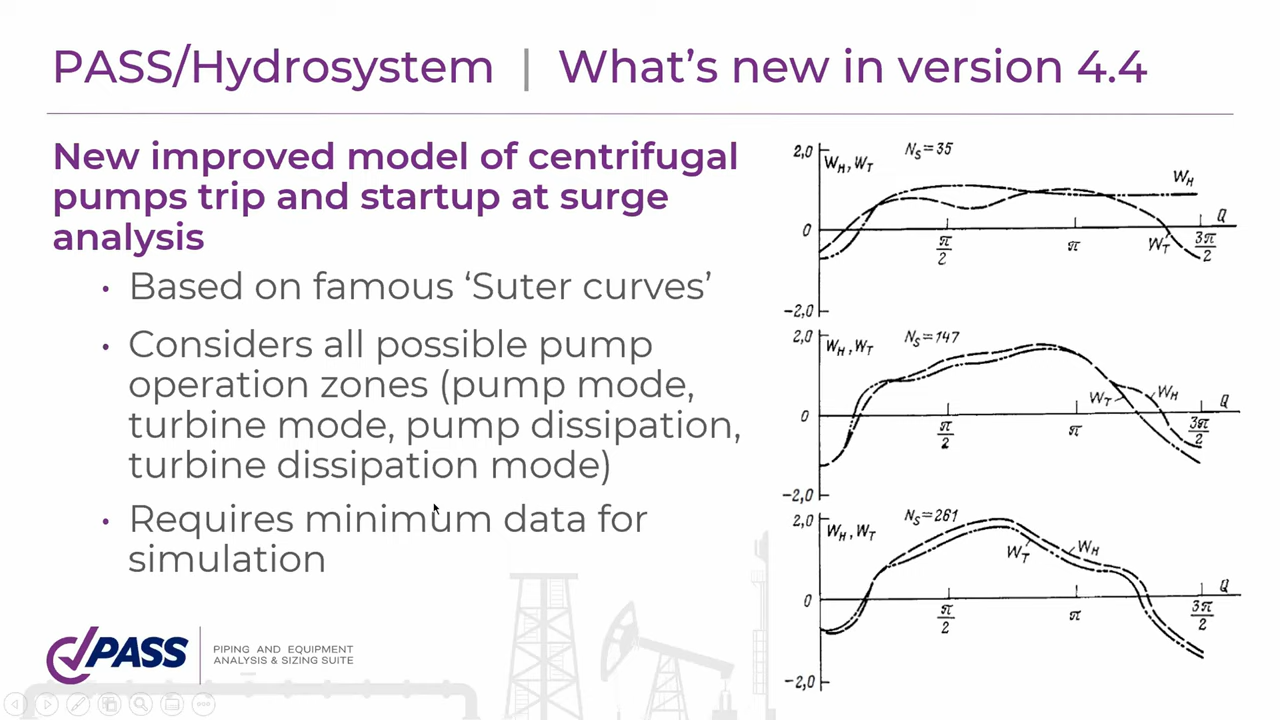 PASS/Hydrosystem | What's new in version 4.4
New improved model of centrifugal
pumps trip and startup at surge
analysis
• Based on famous 'Suter curves'
• Considers all possible pump
operation zones (pump mode,
turbine mode, pump dissipation,
turbine dissipation mode)
• Requires minimum data for
simulation
PASS
PIPING AND EQUIPMENT
ANALYSIS & SIZING SUITE
2,0
W_H, W_T
N_S=35
W_H
Q
0
π/2
π
W_T
3π/2
-2,0
2,0
W_H, W_T
N_S=147
W_T
W_H
Q
0
π/2
π
3π/2
-2,0
2,0
W_H, W_T
N_S=261
W_T
W_H
Q
0
π/2
π
3π/2
-2,0